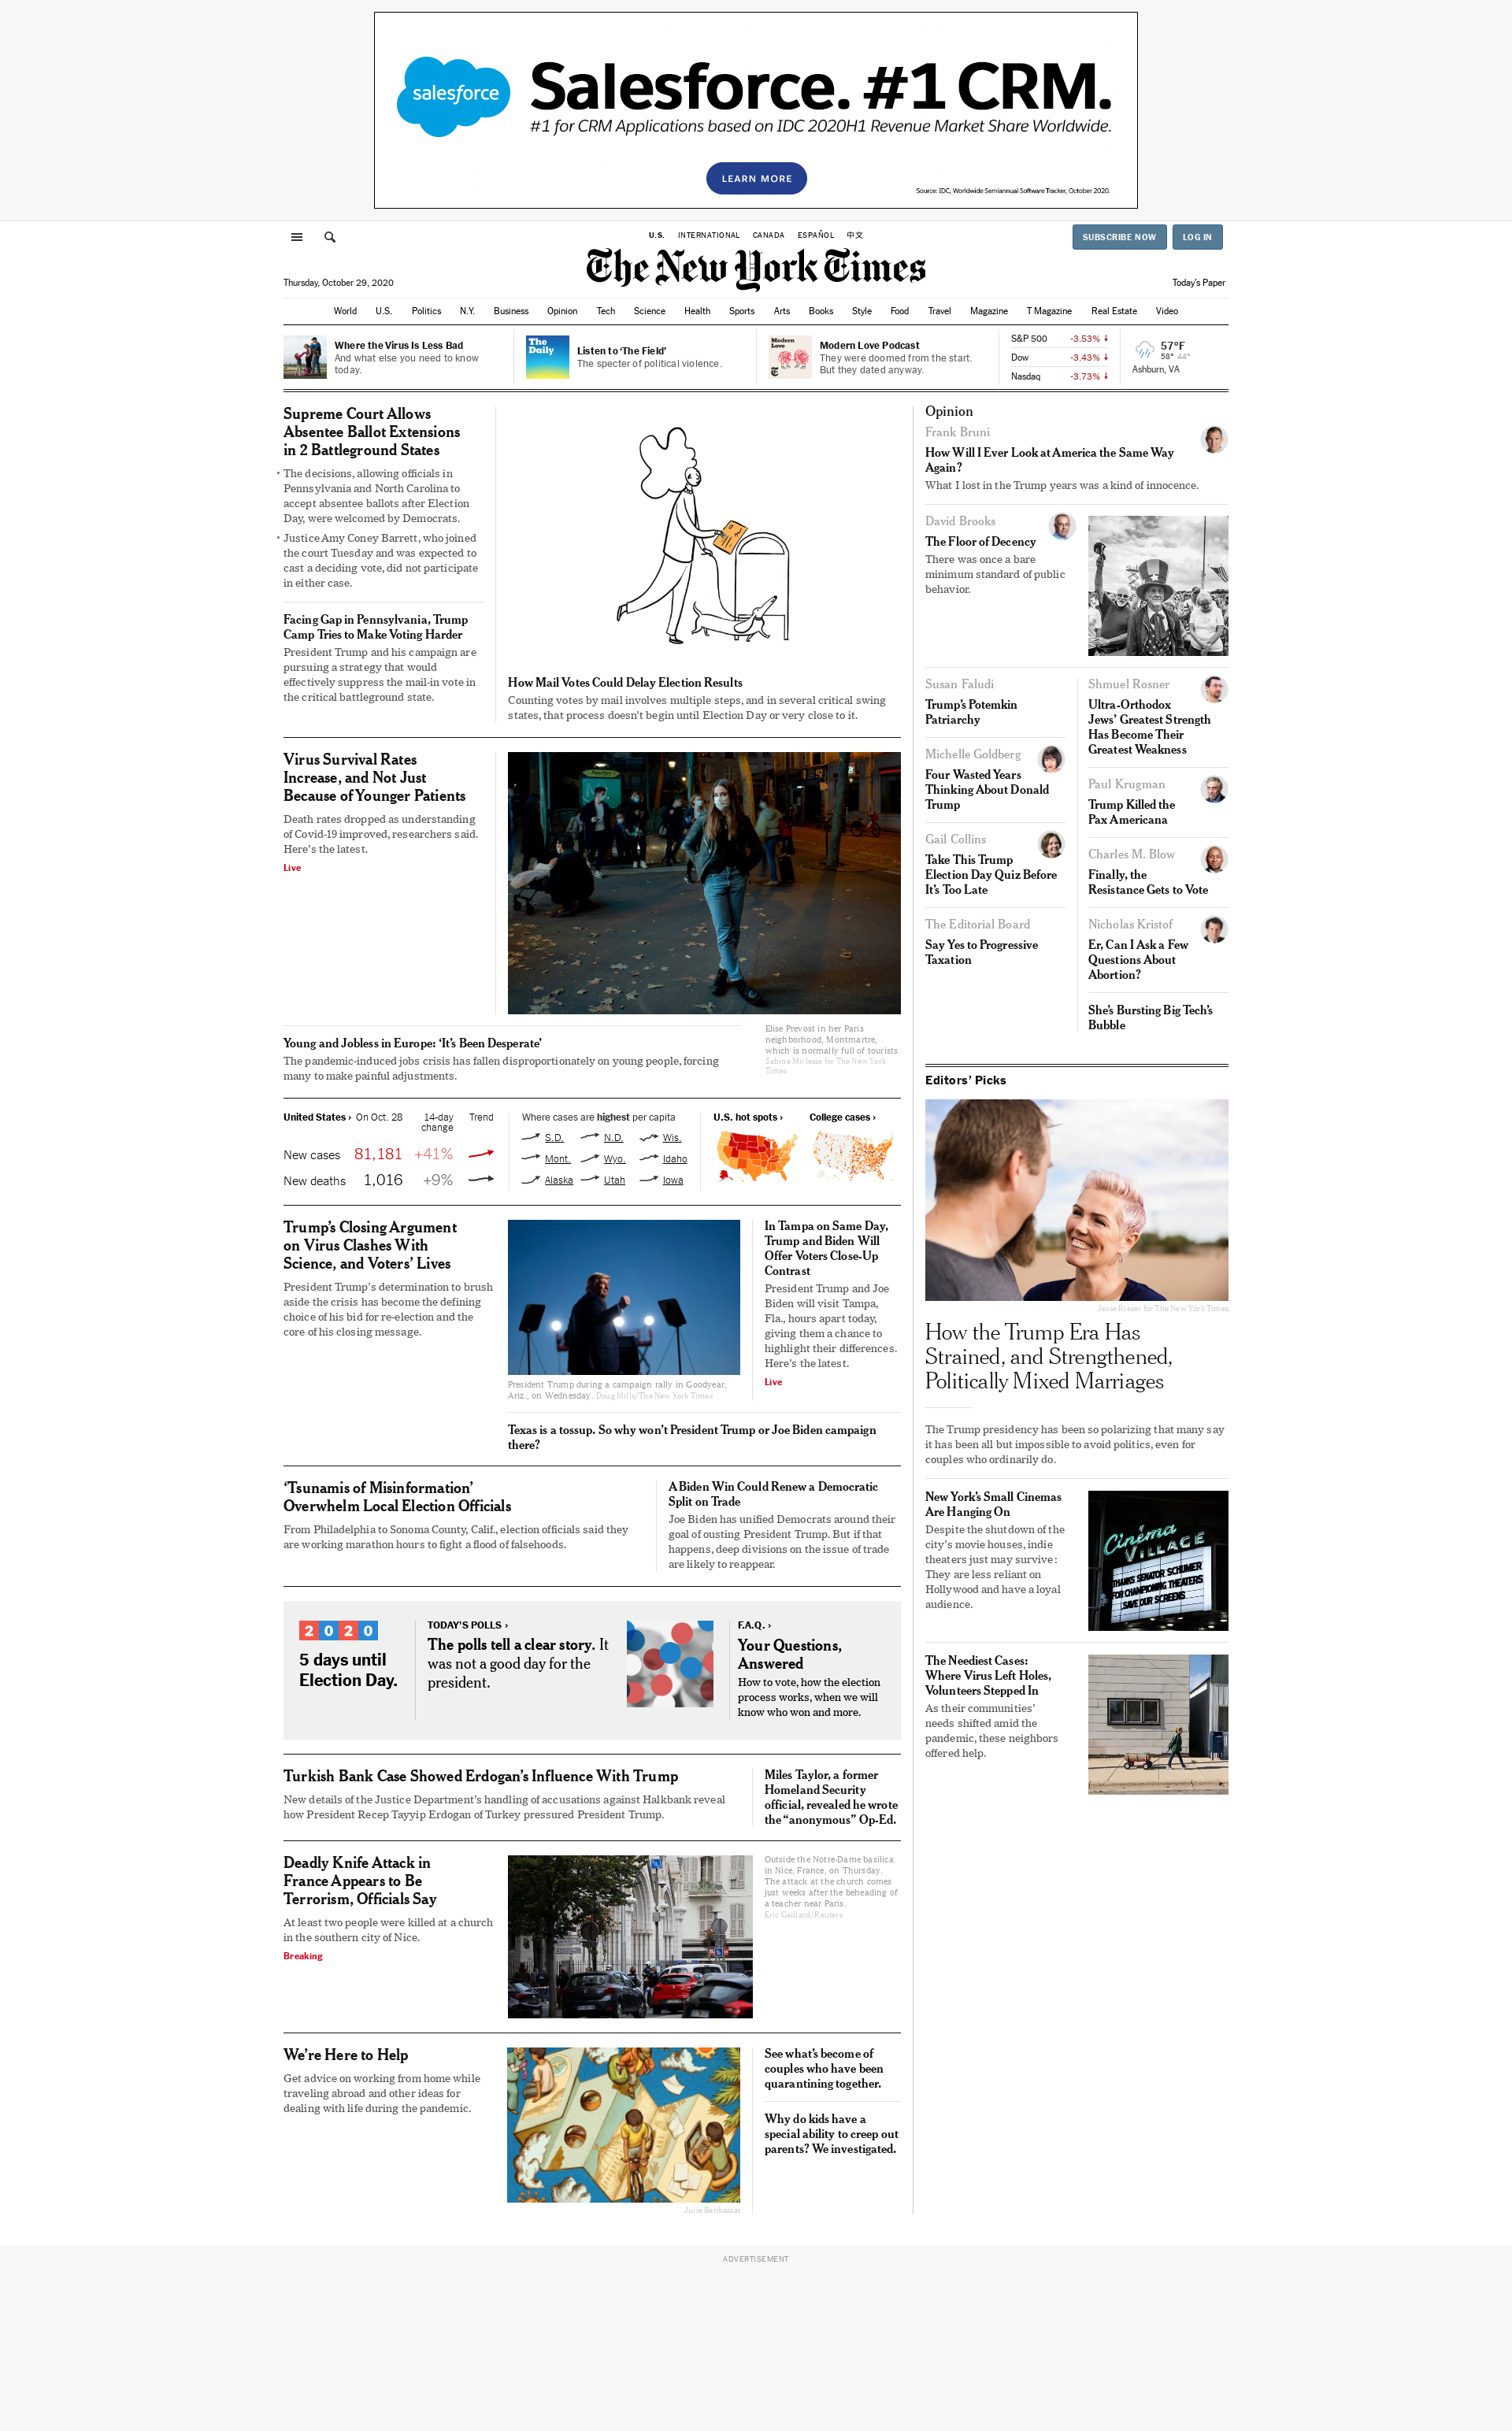 salesforce
Salesforce. #1 CRM.
#1 for CRM Applications based on IDC 2020H1 Revenue Market Share Worldwide.
LEARN MORE
Source: IDC, Worldwide Semiannual Software Tracker, October 2020.
U.S. INTERNATIONAL CANADA ESPAÑOL 中文
SUBSCRIBE NOW
LOG IN
The New York Times
Thursday, October 29, 2020
Today's Paper
World U.S. Politics N.Y. Business Opinion Tech Science Health Sports Arts Books Style Food Travel Magazine T Magazine Real Estate Video
Where the Virus Is Less Bad
And what else you need to know
today.
The
Daily
Listen to ‘The Field’
The specter of political violence.
Modern
Love
Modern Love Podcast
They were doomed from the start.
But they dated anyway.
S&P 500 -3.53%
Dow -3.43%
Nasdaq -3.73%
57°F
58° 44°
Ashburn, VA
Supreme Court Allows
Absentee Ballot Extensions
in 2 Battleground States
• The decisions, allowing officials in
Pennsylvania and North Carolina to
accept absentee ballots after Election
Day, were welcomed by Democrats.
• Justice Amy Coney Barrett, who joined
the court Tuesday and was expected to
cast a deciding vote, did not participate
in either case.
Facing Gap in Pennsylvania, Trump
Camp Tries to Make Voting Harder
President Trump and his campaign are
pursuing a strategy that would
effectively suppress the mail-in vote in
the critical battleground state.
How Mail Votes Could Delay Election Results
Counting votes by mail involves multiple steps, and in several critical swing
states, that process doesn’t begin until Election Day or very close to it.
Virus Survival Rates
Increase, and Not Just
Because of Younger Patients
Death rates dropped as understanding
of Covid-19 improved, researchers said.
Here’s the latest.
Live
Elise Prevost in her Paris
neighborhood, Montmartre,
which is normally full of tourists.
Sabine Mirlesse for The New York
Times
Young and Jobless in Europe: ‘It’s Been Desperate’
The pandemic-induced jobs crisis has fallen disproportionately on young people, forcing
many to make painful adjustments.
United States › On Oct. 28 14-day
change Trend
New cases 81,181 +41%
New deaths 1,016 +9%
Where cases are highest per capita
S.D. N.D. Wis.
Mont. Wyo. Idaho
Alaska Utah Iowa
U.S. hot spots ›
College cases ›
Trump’s Closing Argument
on Virus Clashes With
Science, and Voters’ Lives
President Trump’s determination to brush
aside the crisis has become the defining
choice of his bid for re-election and the
core of his closing message.
President Trump during a campaign rally in Goodyear,
Ariz., on Wednesday. Doug Mills/The New York Times
In Tampa on Same Day,
Trump and Biden Will
Offer Voters Close-Up
Contrast
President Trump and Joe
Biden will visit Tampa,
Fla., hours apart today,
giving them a chance to
highlight their differences.
Here’s the latest.
Live
Texas is a tossup. So why won’t President Trump or Joe Biden campaign
there?
‘Tsunamis of Misinformation’
Overwhelm Local Election Officials
From Philadelphia to Sonoma County, Calif., election officials said they
are working marathon hours to fight a flood of falsehoods.
A Biden Win Could Renew a Democratic
Split on Trade
Joe Biden has unified Democrats around their
goal of ousting President Trump. But if that
happens, deep divisions on the issue of trade
are likely to reappear.
2020
5 days until
Election Day.
TODAY’S POLLS ›
The polls tell a clear story. It
was not a good day for the
president.
F.A.Q. ›
Your Questions,
Answered
How to vote, how the election
process works, when we will
know who won and more.
Turkish Bank Case Showed Erdogan’s Influence With Trump
New details of the Justice Department’s handling of accusations against Halkbank reveal
how President Recep Tayyip Erdogan of Turkey pressured President Trump.
Miles Taylor, a former
Homeland Security
official, revealed he wrote
the “anonymous” Op-Ed.
Deadly Knife Attack in
France Appears to Be
Terrorism, Officials Say
At least two people were killed at a church
in the southern city of Nice.
Breaking
Outside the Notre-Dame basilica
in Nice, France, on Thursday.
The attack at the church comes
just weeks after the beheading of
a teacher near Paris.
Eric Gaillard/Reuters
We’re Here to Help
Get advice on working from home while
traveling abroad and other ideas for
dealing with life during the pandemic.
Julie Benbassat
See what’s become of
couples who have been
quarantining together.
Why do kids have a
special ability to creep out
parents? We investigated.
Opinion
Frank Bruni
How Will I Ever Look at America the Same Way
Again?
What I lost in the Trump years was a kind of innocence.
David Brooks
The Floor of Decency
There was once a bare
minimum standard of public
behavior.
Susan Faludi
Trump’s Potemkin
Patriarchy
Michelle Goldberg
Four Wasted Years
Thinking About Donald
Trump
Gail Collins
Take This Trump
Election Day Quiz Before
It’s Too Late
The Editorial Board
Say Yes to Progressive
Taxation
Shmuel Rosner
Ultra-Orthodox
Jews’ Greatest Strength
Has Become Their
Greatest Weakness
Paul Krugman
Trump Killed the
Pax Americana
Charles M. Blow
Finally, the
Resistance Gets to Vote
Nicholas Kristof
Er, Can I Ask a Few
Questions About
Abortion?
She’s Bursting Big Tech’s
Bubble
Editors’ Picks
Jesse Rieser for The New York Times
How the Trump Era Has
Strained, and Strengthened,
Politically Mixed Marriages
The Trump presidency has been so polarizing that many say
it has been all but impossible to avoid politics, even for
couples who ordinarily do.
New York’s Small Cinemas
Are Hanging On
Despite the shutdown of the
city’s movie houses, indie
theaters just may survive:
They are less reliant on
Hollywood and have a loyal
audience.
Cinéma
VILLAGE
THANKS SENATOR SCHUMER
FOR CHAMPIONING THEATERS
SAVE OUR SCREENS
The Neediest Cases:
Where Virus Left Holes,
Volunteers Stepped In
As their communities’
needs shifted amid the
pandemic, these neighbors
offered help.
ADVERTISEMENT